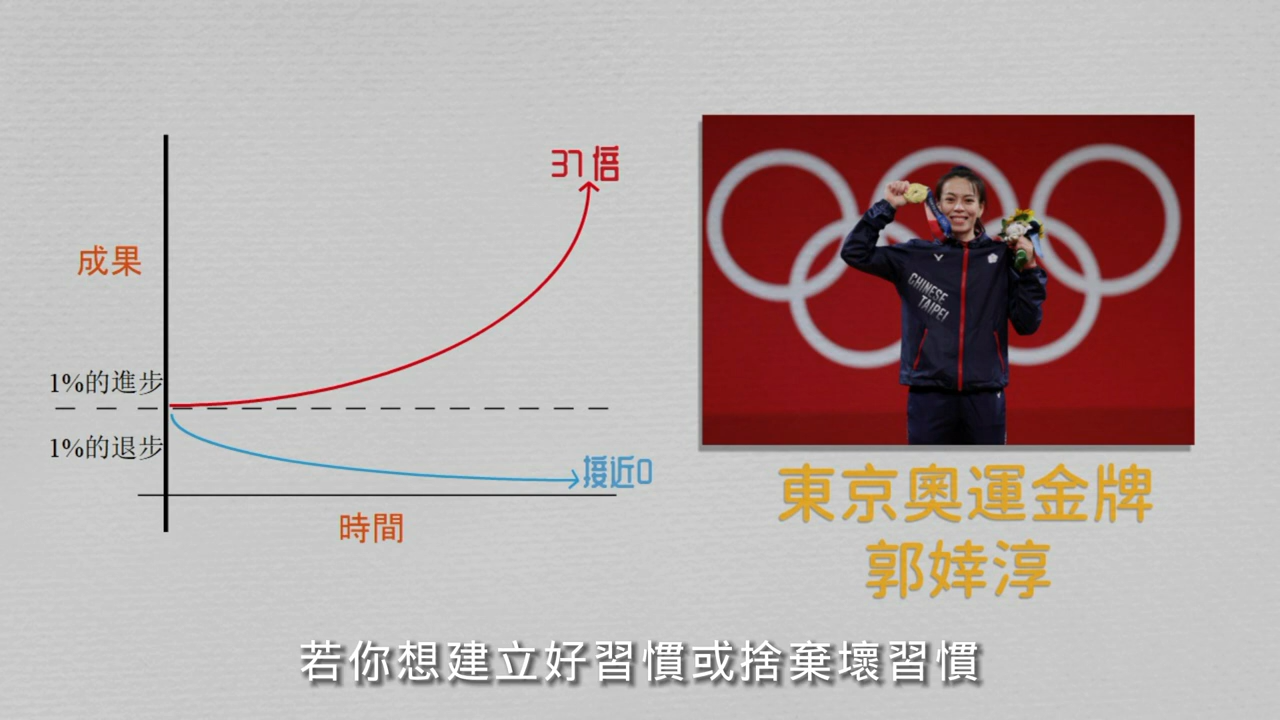 37倍
成果
1%的進步
1%的退步
接近0
時間
CHINESE
TAIPEI
東京奧運金牌
郭婞淳
若你想建立好習慣或捨棄壞習慣